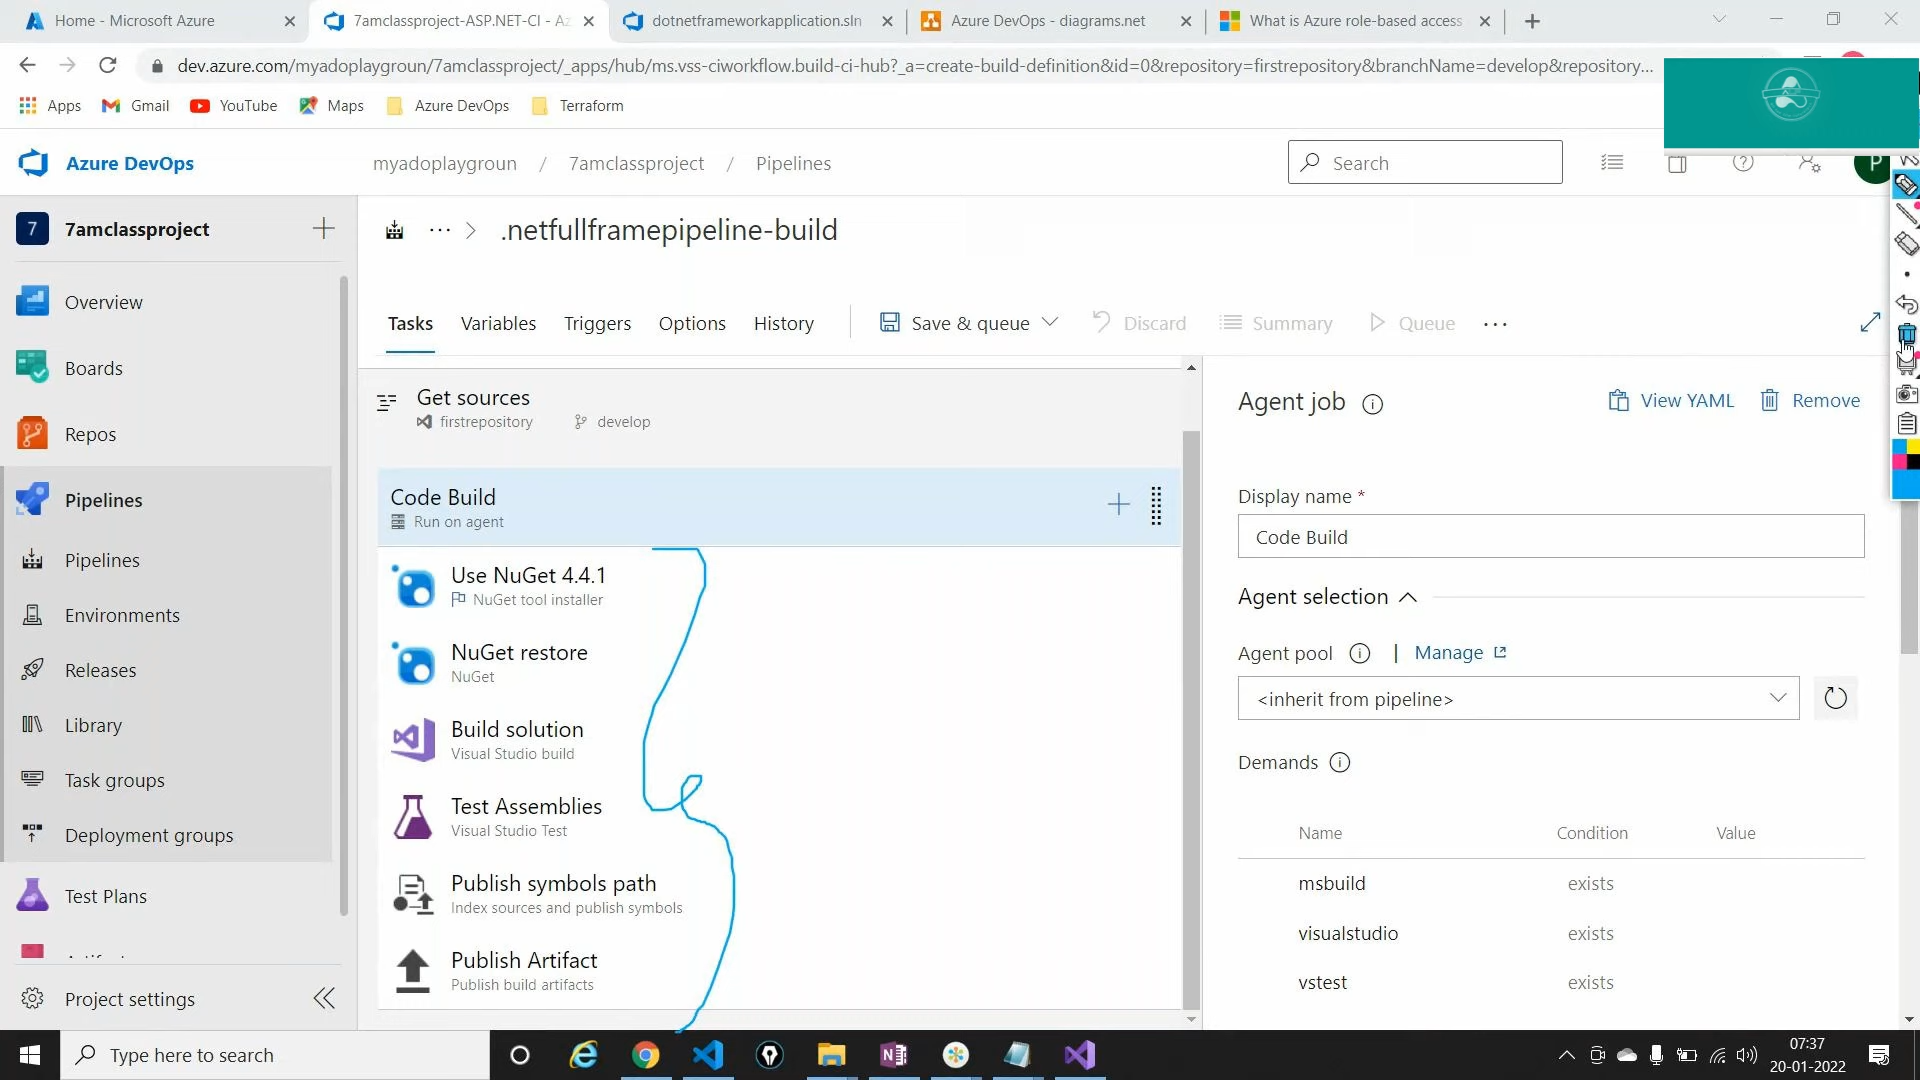 Home - Microsoft Azure
7amclassproject-ASP.NET-CI - Az
dotnetframeworkapplication.sln
Azure DevOps - diagrams.net
What is Azure role-based access
dev.azure.com/myadoplaygroun/7amclassproject/_apps/hub/ms.vss-ciworkflow.build-ci-hub?_a=create-build-definition&id=0&repository=firstrepository&branchName=develop&repository...
Apps
Gmail
YouTube
Maps
Azure DevOps
Terraform
Azure DevOps
myadoplaygroun / 7amclassproject / Pipelines
Search
P
7 7amclassproject
Overview
Boards
Repos
Pipelines
Pipelines
Environments
Releases
Library
Task groups
Deployment groups
Test Plans
Project settings
··· > .netfullframepipeline-build
Tasks
Variables
Triggers
Options
History
Save & queue
Discard
Summary
Queue
...
Get sources
firstrepository
develop
Code Build
Run on agent
Use NuGet 4.4.1
NuGet tool installer
NuGet restore
NuGet
Build solution
Visual Studio build
Test Assemblies
Visual Studio Test
Publish symbols path
Index sources and publish symbols
Publish Artifact
Publish build artifacts
Agent job
View YAML
Remove
Display name *
Code Build
Agent selection
Agent pool
| Manage
<inherit from pipeline>
Demands
Name Condition Value
msbuild exists
visualstudio exists
vstest exists
Type here to search
07:37
20-01-2022